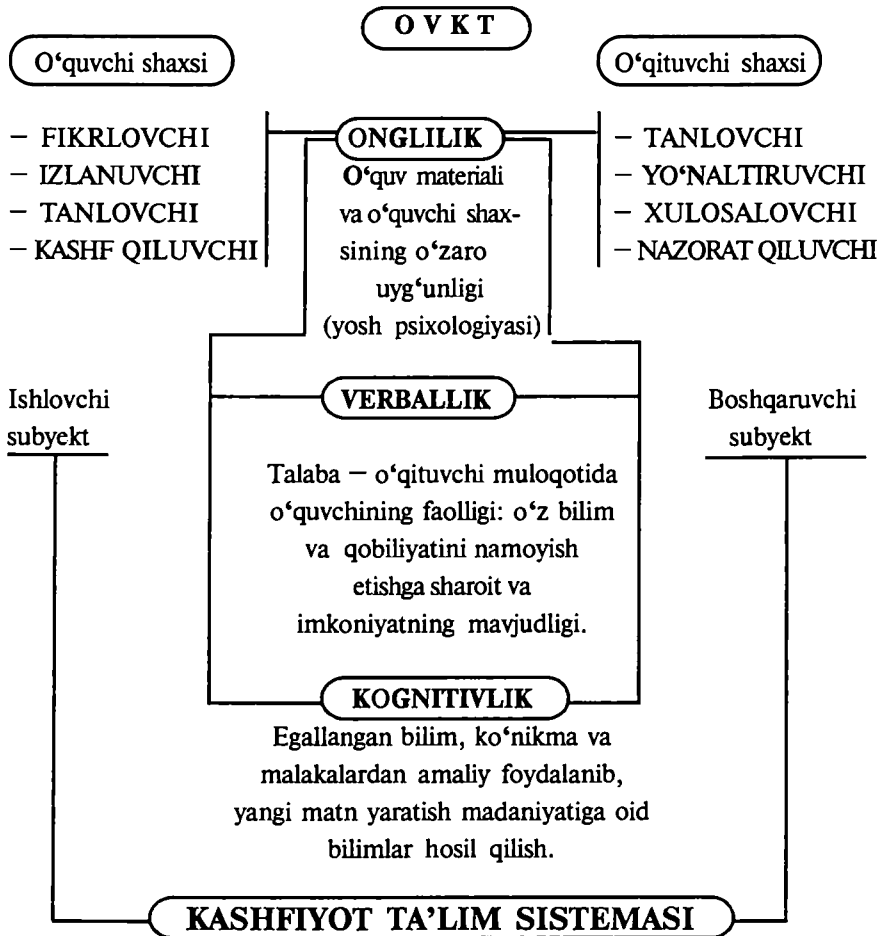 O V K T
O‘quvchi shaxsi
O‘qituvchi shaxsi
– FIKRLOVCHI
– IZLANUVCHI
– TANLOVCHI
– KASHF QILUVCHI
ONGLILIK
O‘quv materiali
va o‘quvchi shax-
sining o‘zaro
uyg‘unligi
(yosh psixologiyasi)
– TANLOVCHI
– YO‘NALTIRUVCHI
– XULOSALOVCHI
– NAZORAT QILUVCHI
Ishlovchi
subyekt
VERBALLIK
Boshqaruvchi
subyekt
Talaba – o‘qituvchi muloqotida
o‘quvchining faolligi: o‘z bilim
va qobiliyatini namoyish
etishga sharoit va
imkoniyatning mavjudligi.
KOGNITIVLIK
Egallangan bilim, ko‘nikma va
malakalardan amaliy foydalanib,
yangi matn yaratish madaniyatiga oid
bilimlar hosil qilish.
KASHFIYOT TA’LIM SISTEMASI